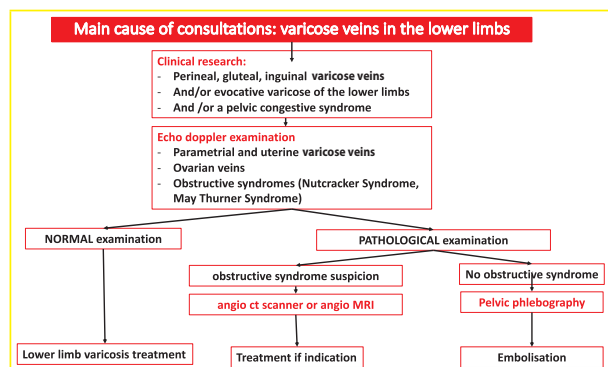 Main cause of consultations: varicose veins in the lower limbs
Clinical research:
- Perineal, gluteal, inguinal varicose veins
- And/or evocative varicose of the lower limbs
- And /or a pelvic congestive syndrome
Echo doppler examination
- Parametrial and uterine varicose veins
- Ovarian veins
- Obstructive syndromes (Nutcracker Syndrome,
May Thurner Syndrome)
NORMAL examination
PATHOLOGICAL examination
obstructive syndrome suspicion
No obstructive syndrome
angio ct scanner or angio MRI
Pelvic phlebography
Lower limb varicosis treatment
Treatment if indication
Embolisation